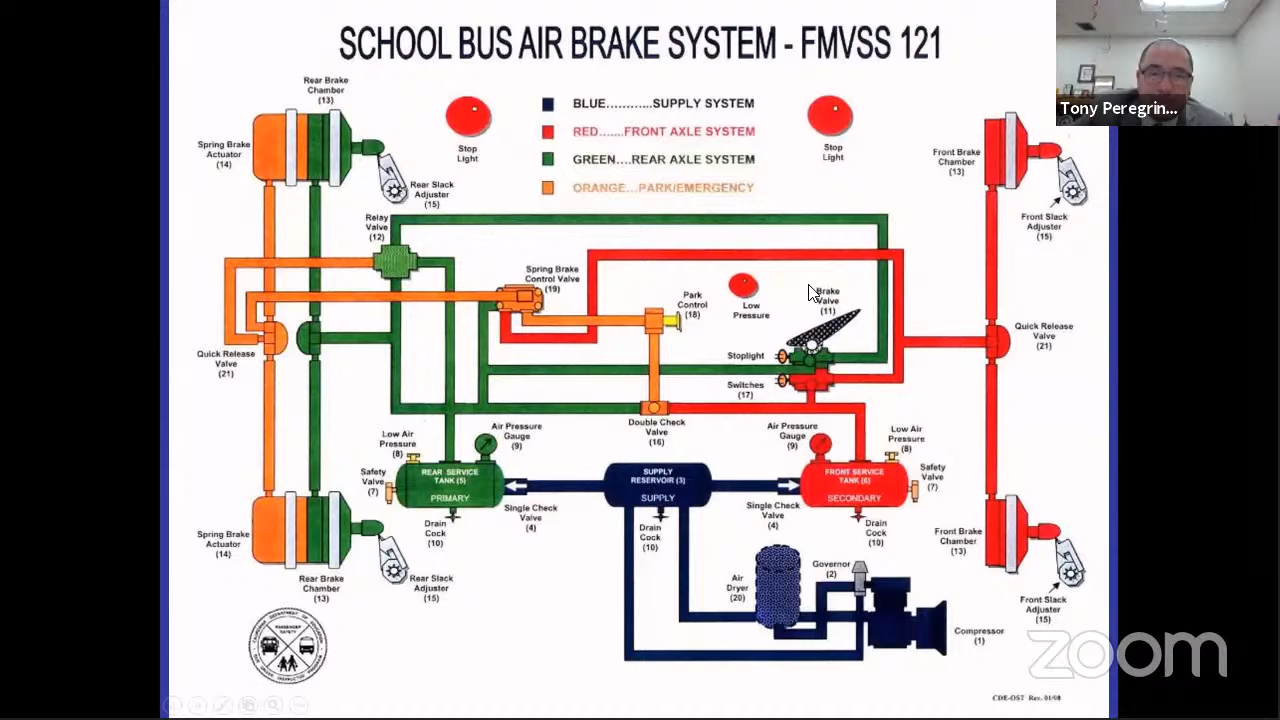 SCHOOL BUS AIR BRAKE SYSTEM - FMVSS 121
Tony Peregrin...
Rear Brake
Chamber
(13)
BLUE...........SUPPLY SYSTEM
RED......FRONT AXLE SYSTEM
GREEN....REAR AXLE SYSTEM
ORANGE...PARK/EMERGENCY
Stop
Light
Stop
Light
Spring Brake
Actuator
(14)
Front Brake
Chamber
(13)
Rear Slack
Adjuster
(15)
Front Slack
Adjuster
(15)
Relay
Valve
(12)
Spring Brake
Control Valve
(19)
Park
Control
(18)
Low
Pressure
Brake
Valve
(11)
Quick Release
Valve
(21)
Quick Release
Valve
(21)
Stoplight
Switches
(17)
Double Check
Valve
(16)
Low Air
Pressure
(8)
Air Pressure
Gauge
(9)
Air Pressure
Gauge
(9)
Low Air
Pressure
(8)
Safety
Valve
(7)
REAR SERVICE
TANK (5)
PRIMARY
SUPPLY
RESERVOIR (3)
SUPPLY
FRONT SERVICE
TANK (6)
SECONDARY
Safety
Valve
(7)
Drain
Cock
(10)
Single Check
Valve
(4)
Drain
Cock
(10)
Single Check
Valve
(4)
Drain
Cock
(10)
Spring Brake
Actuator
(14)
Front Brake
Chamber
(13)
Rear Brake
Chamber
(13)
Rear Slack
Adjuster
(15)
Air
Dryer
(20)
Governor
(2)
Compressor
(1)
Front Slack
Adjuster
(15)
PASSENGER
SAFETY
zoom
CDE-OST Rev. 01/08